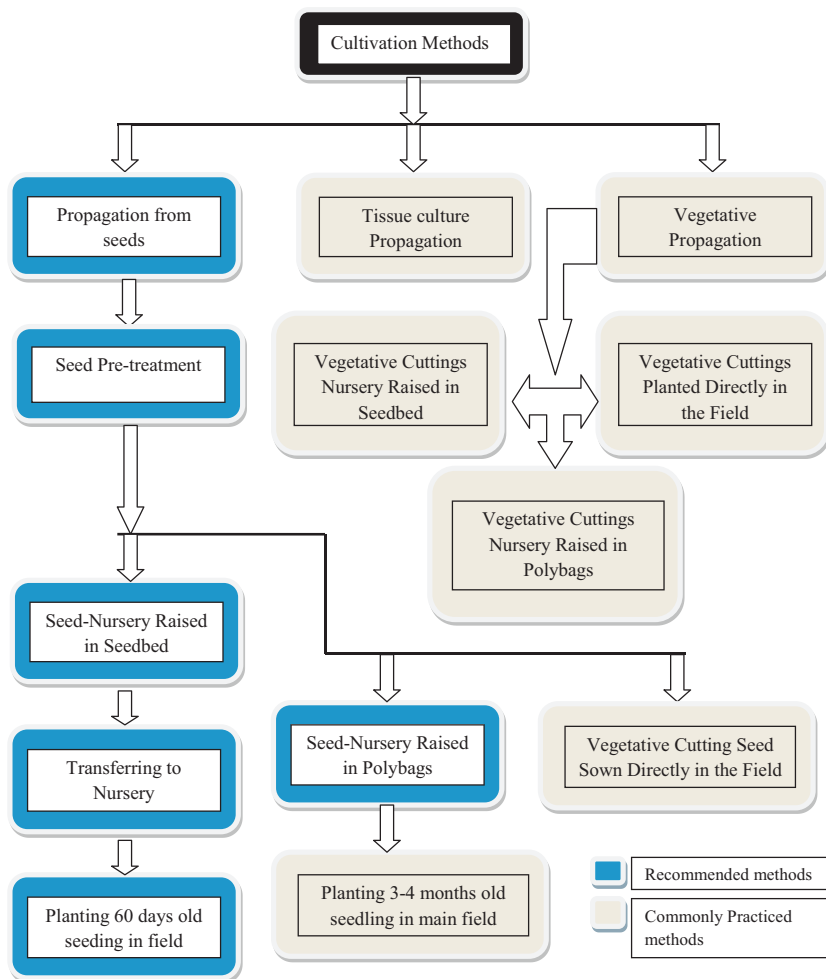 Cultivation Methods
Propagation from
seeds
Tissue culture
Propagation
Vegetative
Propagation
Seed Pre-treatment
Vegetative Cuttings
Nursery Raised in
Seedbed
Vegetative Cuttings
Planted Directly in
the Field
Vegetative Cuttings
Nursery Raised in
Polybags
Seed-Nursery Raised
in Seedbed
Seed-Nursery Raised
in Polybags
Vegetative Cutting Seed
Sown Directly in the Field
Transferring to
Nursery
Planting 60 days old
seeding in field
Planting 3-4 months old
seedling in main field
Recommended methods
Commonly Practiced
methods